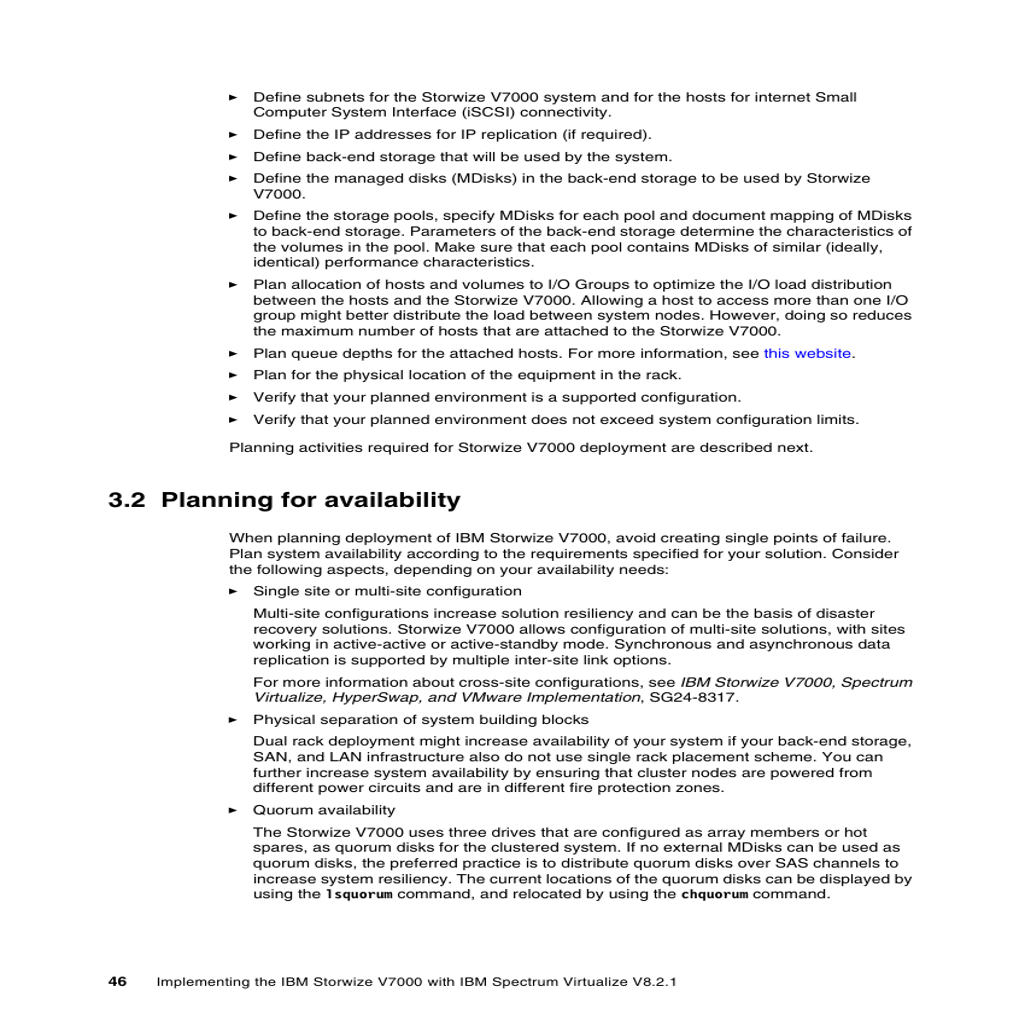 ► Define subnets for the Storwize V7000 system and for the hosts for internet Small
Computer System Interface (iSCSI) connectivity.
► Define the IP addresses for IP replication (if required).
► Define back-end storage that will be used by the system.
► Define the managed disks (MDisks) in the back-end storage to be used by Storwize
V7000.
► Define the storage pools, specify MDisks for each pool and document mapping of MDisks
to back-end storage. Parameters of the back-end storage determine the characteristics of
the volumes in the pool. Make sure that each pool contains MDisks of similar (ideally,
identical) performance characteristics.
► Plan allocation of hosts and volumes to I/O Groups to optimize the I/O load distribution
between the hosts and the Storwize V7000. Allowing a host to access more than one I/O
group might better distribute the load between system nodes. However, doing so reduces
the maximum number of hosts that are attached to the Storwize V7000.
► Plan queue depths for the attached hosts. For more information, see this website.
► Plan for the physical location of the equipment in the rack.
► Verify that your planned environment is a supported configuration.
► Verify that your planned environment does not exceed system configuration limits.
Planning activities required for Storwize V7000 deployment are described next.
3.2 Planning for availability
When planning deployment of IBM Storwize V7000, avoid creating single points of failure.
Plan system availability according to the requirements specified for your solution. Consider
the following aspects, depending on your availability needs:
► Single site or multi-site configuration
Multi-site configurations increase solution resiliency and can be the basis of disaster
recovery solutions. Storwize V7000 allows configuration of multi-site solutions, with sites
working in active-active or active-standby mode. Synchronous and asynchronous data
replication is supported by multiple inter-site link options.
For more information about cross-site configurations, see IBM Storwize V7000, Spectrum
Virtualize, HyperSwap, and VMware Implementation, SG24-8317.
► Physical separation of system building blocks
Dual rack deployment might increase availability of your system if your back-end storage,
SAN, and LAN infrastructure also do not use single rack placement scheme. You can
further increase system availability by ensuring that cluster nodes are powered from
different power circuits and are in different fire protection zones.
► Quorum availability
The Storwize V7000 uses three drives that are configured as array members or hot
spares, as quorum disks for the clustered system. If no external MDisks can be used as
quorum disks, the preferred practice is to distribute quorum disks over SAS channels to
increase system resiliency. The current locations of the quorum disks can be displayed by
using the lsquorum command, and relocated by using the chquorum command.
46 Implementing the IBM Storwize V7000 with IBM Spectrum Virtualize V8.2.1